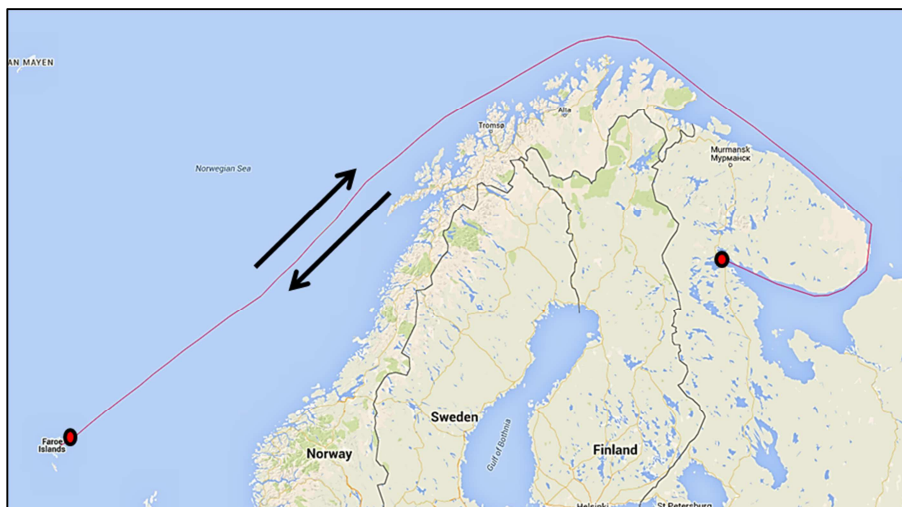 AN MAYEN
Alta
Tromsø
Murmansk
Мурманск
Norwegian Sea
Faroe
Islands
Sweden
Norway
Gulf of Bothnia
Finland
Helsinki
St Petersburg